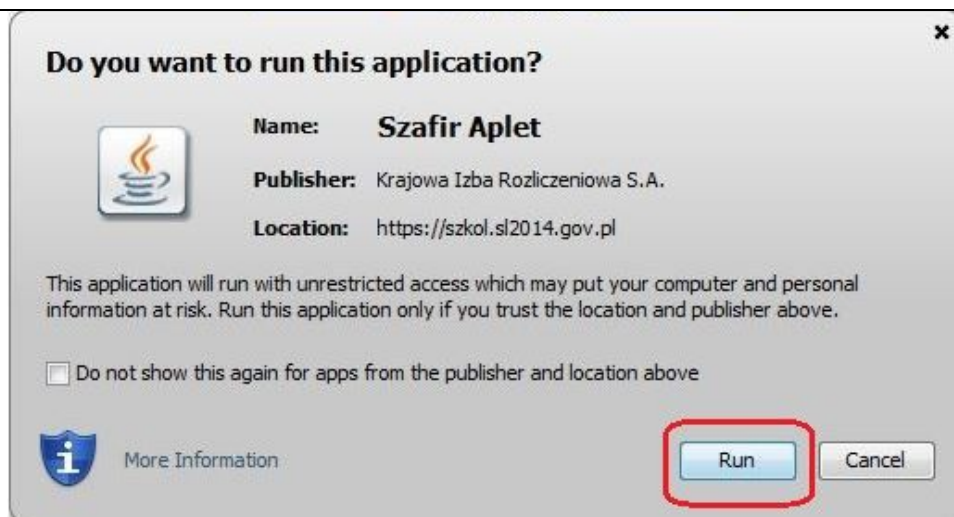 Do you want to run this application?
Name: Szafir Aplet
Publisher: Krajowa Izba Rozliczeniowa S.A.
Location: https://szkol.sl2014.gov.pl
This application will run with unrestricted access which may put your computer and personal
information at risk. Run this application only if you trust the location and publisher above.
Do not show this again for apps from the publisher and location above
More Information
Run
Cancel